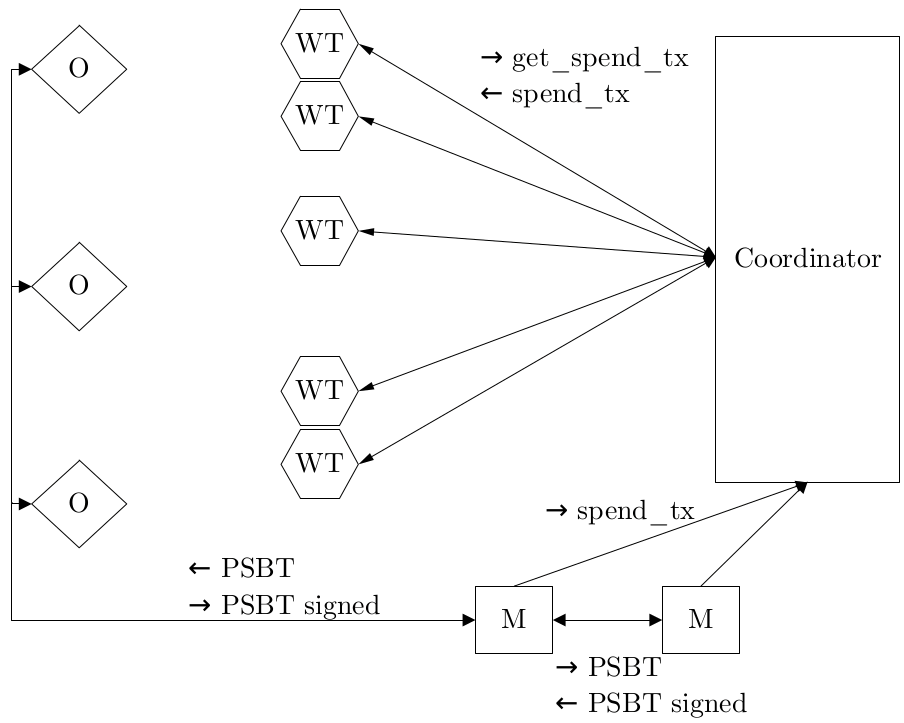 O
WT
→ get_spend_tx
← spend_tx
WT
WT
Coordinator
O
WT
WT
O
→ spend_tx
← PSBT
→ PSBT signed
M
M
→ PSBT
← PSBT signed